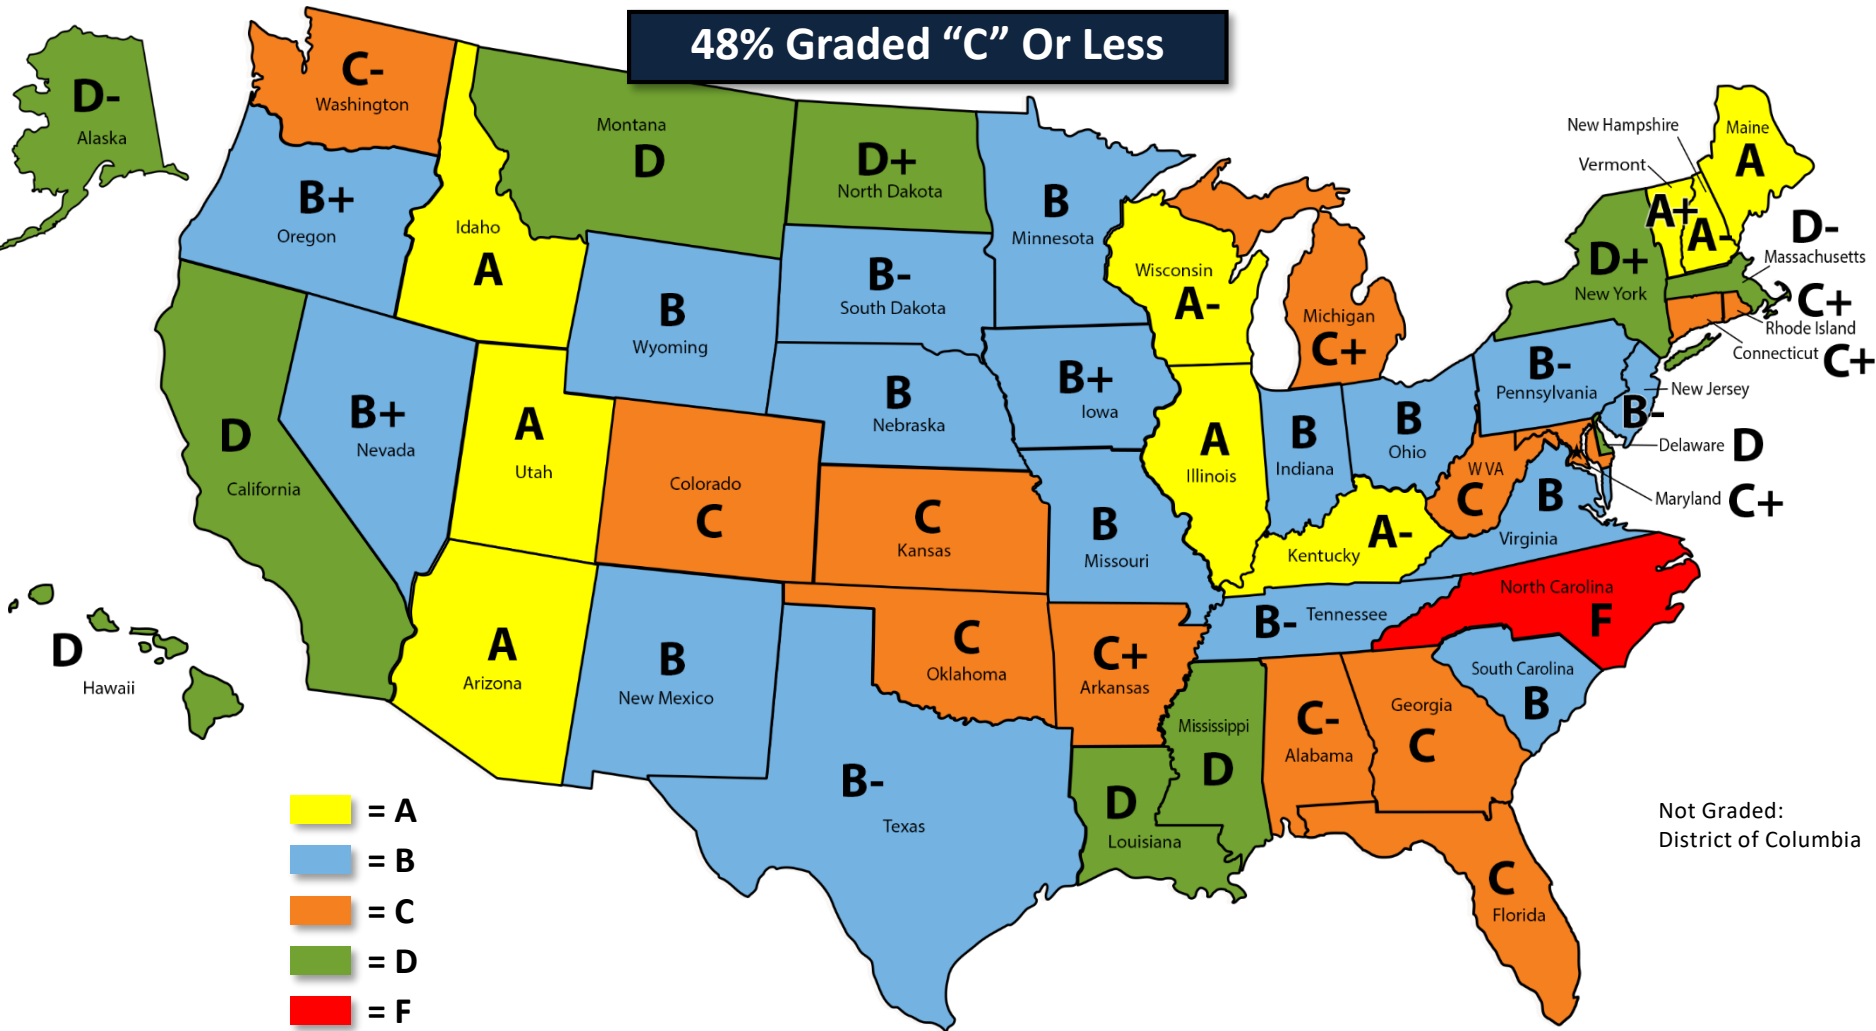 48% Graded “C” Or Less
D-
Alaska
C-
Washington
Montana
D
D+
North Dakota
B
Minnesota
New Hampshire
Vermont
Maine
A
B+
Oregon
Idaho
A
B
Wyoming
B-
South Dakota
Wisconsin
A-
Michigan
C+
A+
A-
D-
Massachusetts
D+
New York
C+
Rhode Island
Connecticut C+
D
California
B+
Nevada
A
Utah
Colorado
C
B
Nebraska
B+
Iowa
A
Illinois
B
Indiana
B
Ohio
B-
Pennsylvania
New Jersey
B-
Delaware D
Maryland C+
W VA
C
B
Virginia
C
Kansas
B
Missouri
Kentucky A-
North Carolina
F
B- Tennessee
D
Hawaii
A
Arizona
B
New Mexico
C
Oklahoma
C+
Arkansas
Mississippi
D
C-
Alabama
Georgia
C
South Carolina
B
B-
Texas
D
Louisiana
C
Florida
= A
= B
= C
= D
= F
Not Graded:
District of Columbia